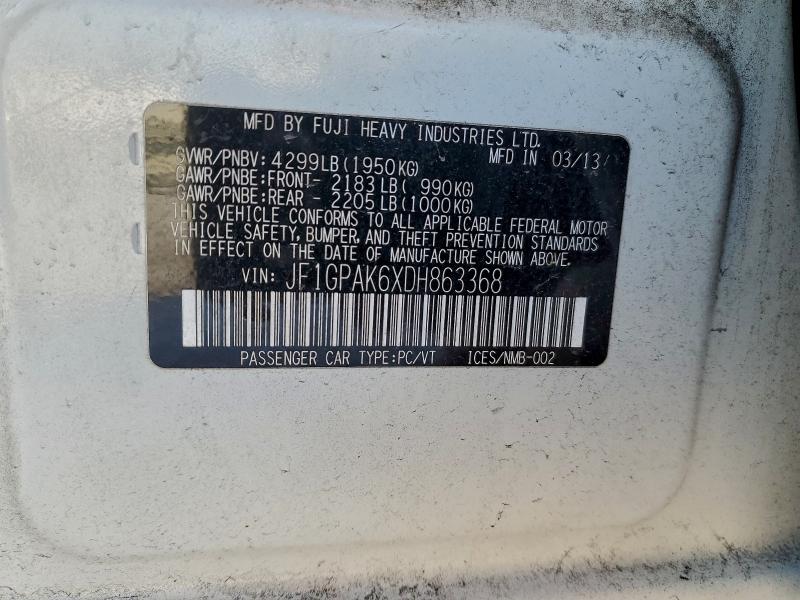 MFD BY FUJI HEAVY INDUSTRIES LTD.
MFD IN 03/13/
GVWR/PNBV: 4299LB(1950KG)
GAWR/PNBE:FRONT- 2183LB( 990KG)
GAWR/PNBE:REAR - 2205LB(1000KG)
THIS VEHICLE CONFORMS TO ALL APPLICABLE FEDERAL MOTOR
VEHICLE SAFETY, BUMPER, AND THEFT PREVENTION STANDARDS
IN EFFECT ON THE DATE OF MANUFACTURE SHOWN ABOVE.
VIN: JF1GPAK6XDH863368
PASSENGER CAR TYPE:PC/VT ICES/NMB-002